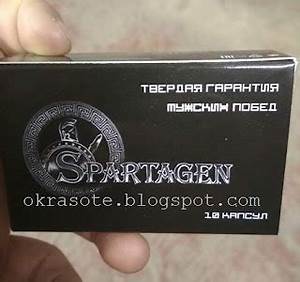 ТВЕРДАЯ ГАРАНТИЯ
МУЖСКИХ ПОБЕД
SPARTAGEN
okrasote.blogspot.com
10 КАПСУЛ